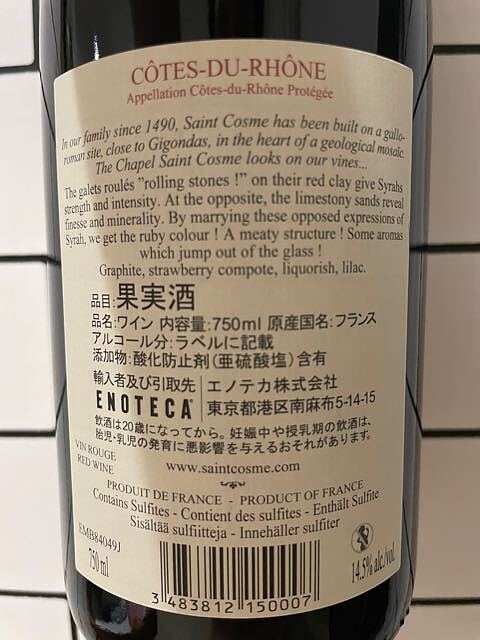 CÔTES-DU-RHÔNE
Appellation Côtes-du-Rhône Protégée
In our family since 1490, Saint Cosme has been built on a gallo-
roman site, close to Gigondas, in the heart of a geological mosaïc.
The Chapel Saint Cosme looks on our vines...
The galets roulés "rolling stones !" on their red clay give Syrahs
strength and intensity. At the opposite, the limestony sands reveal
finesse and minerality. By marrying these opposed expressions of
Syrah, we get the ruby colour ! A meaty structure ! Some aromas
which jump out of the glass !
Graphite, strawberry compote, liquorish, lilac.
品目:果実酒
品名:ワイン 内容量:750ml 原産国名:フランス
アルコール分:ラベルに記載
添加物:酸化防止剤(亜硫酸塩)含有
輸入者及び引取先 エノテカ株式会社
ENOTECA 東京都港区南麻布5-14-15
飲酒は20歳になってから。妊娠中や授乳期の飲酒は、
胎児・乳児の発育に悪影響を与えるおそれがあります。
VIN ROUGE
RED WINE
www.saintcosme.com
PRODUIT DE FRANCE - PRODUCT OF FRANCE
Contains Sulfites - Contient des sulfites - Enthält Sulfite
Sisältää sulfiitteja - Innehäller sulfiter
EMB84049J
750 ml
14.5% alc./vol.
3 483812 150007